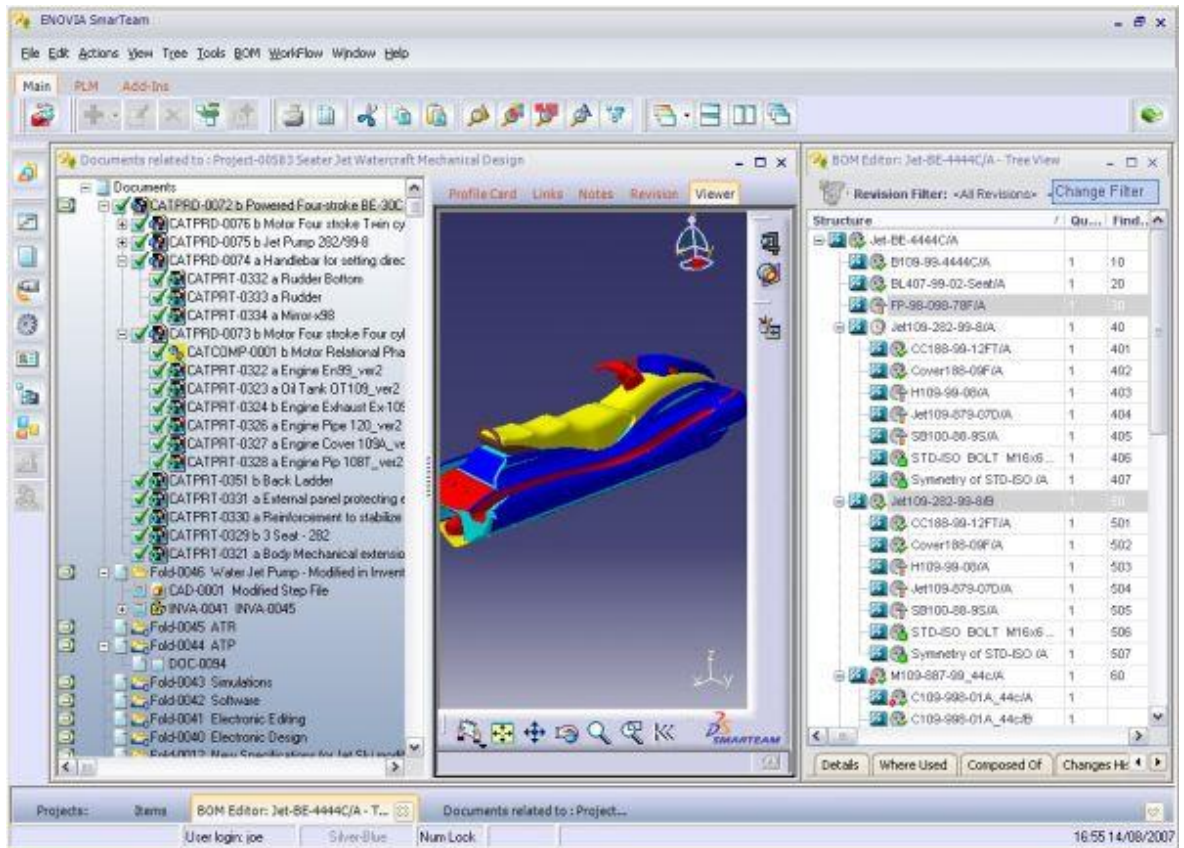 ENOVIA SmarTeam
File Edit Actions View Tree Tools BOM WorkFlow Window Help
Main PLM Add-Ins
Documents related to : Project-00583 Seater Jet Watercraft Mechanical Design
Documents
CATPRD-0072 b Powered Four-stroke BE-30C
CATPRD-0076 b Motor Four stroke Twin cy
CATPRD-0075 b Jet Pump 282/99-8
CATPRD-0074 a Handlebar for setting direc
CATPRT-0332 a Rudder Bottom
CATPRT-0333 a Rudder
CATPRT-0334 a Mirror-x98
CATPRD-0073 b Motor Four stroke Four cyl
CATCOMP-0001 b Motor Relational Pha
CATPRT-0322 a Engine En99_ver2
CATPRT-0323 a Oil Tank OT109_ver2
CATPRT-0324 b Engine Exhaust Ex-109
CATPRT-0326 a Engine Pipe 120_ver2
CATPRT-0327 a Engine Cover 109A_ve
CATPRT-0328 a Engine Pip 108T_ver2
CATPRT-0351 b Back Ladder
CATPRT-0331 a External panel protecting e
CATPRT-0330 a Reinforcement to stabilize
CATPRT-0329 b 3 Seat - 282
CATPRT-0321 a Body Mechanical extensio
Fold-0046 Water Jet Pump - Modified in Invent
CAD-0001 Modified Step File
INVA-0041 INVA-0045
Fold-0045 ATR
Fold-0044 ATP
DOC-0094
Fold-0043 Simulations
Fold-0042 Software
Fold-0041 Electronic Editing
Fold-0040 Electronic Design
Fold-0012 New Specifications for Jet Ski modif
Profile Card Links Notes Revision Viewer
z
x y
SMARTEAM
BOM Editor: Jet-BE-4444C/A - Tree View
Revision Filter: <All Revisions> Change Filter
Structure / Qu... Find...
Jet-BE-4444C/A
B109-99-4444C/A 1 10
BL407-99-02-Seat/A 1 20
FP-98-098-78F/A 1 30
Jet109-282-99-8/A 1 40
CC188-99-12FT/A 1 401
Cover188-09F/A 1 402
H109-99-08/A 1 403
Jet109-879-07D/A 1 404
SB100-88-9S/A 1 405
STD-ISO BOLT M16x6... 1 406
Symmetry of STD-ISO /A 1 407
Jet109-282-99-8/B 1 50
CC188-99-12FT/A 1 501
Cover188-09F/A 1 502
H109-99-08/A 1 503
Jet109-879-07D/A 1 504
SB100-88-9S/A 1 505
STD-ISO BOLT M16x6... 1 506
Symmetry of STD-ISO /A 1 507
M109-887-99_44c/A 1 60
C109-998-01A_44c/A 1
C109-998-01A_44c/B 1
Details Where Used Composed Of Changes His
Projects: Items BOM Editor: Jet-BE-4444C/A - T... Documents related to : Project...
User login: joe Silver-Blue Num Lock 16:55 14/08/2007